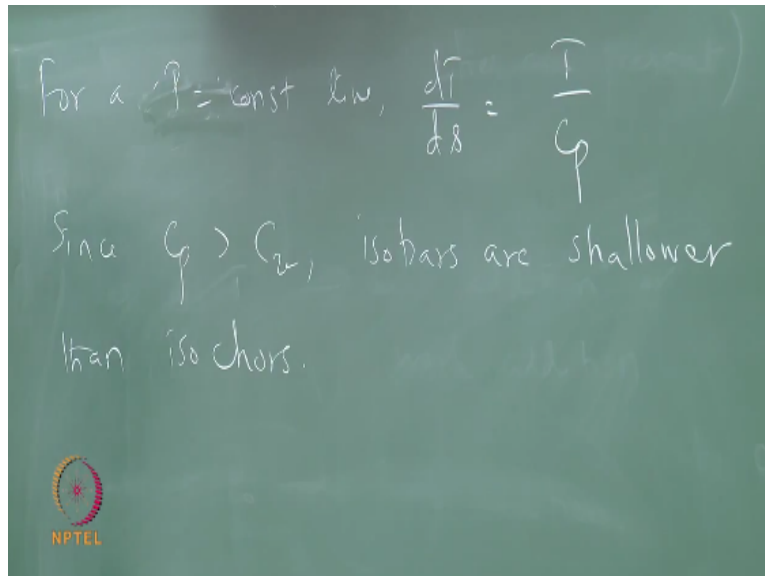 For a P = const line, dT/ds = T/Cp
Since Cp > Cv, isobars are shallower
than isochors.
NPTEL